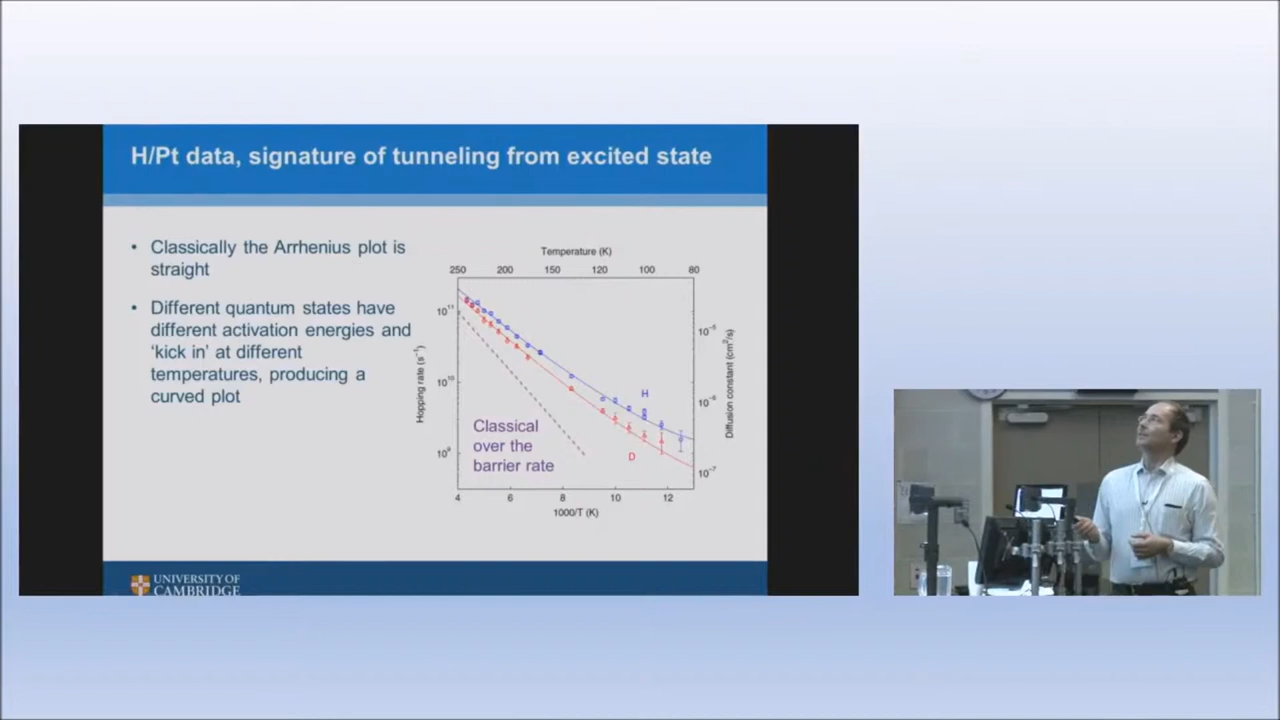 H/Pt data, signature of tunneling from excited state
• Classically the Arrhenius plot is
straight
• Different quantum states have
different activation energies and
‘kick in’ at different
temperatures, producing a
curved plot
Temperature (K)
250 200 150 120 100 80
10¹¹
10¹⁰
10⁹
Hopping rate (s⁻¹)
10⁻⁵
10⁻⁶
10⁻⁷
Diffusion constant (cm²/s)
H
D
Classical
over the
barrier rate
4 6 8 10 12
1000/T (K)
UNIVERSITY OF
CAMBRIDGE